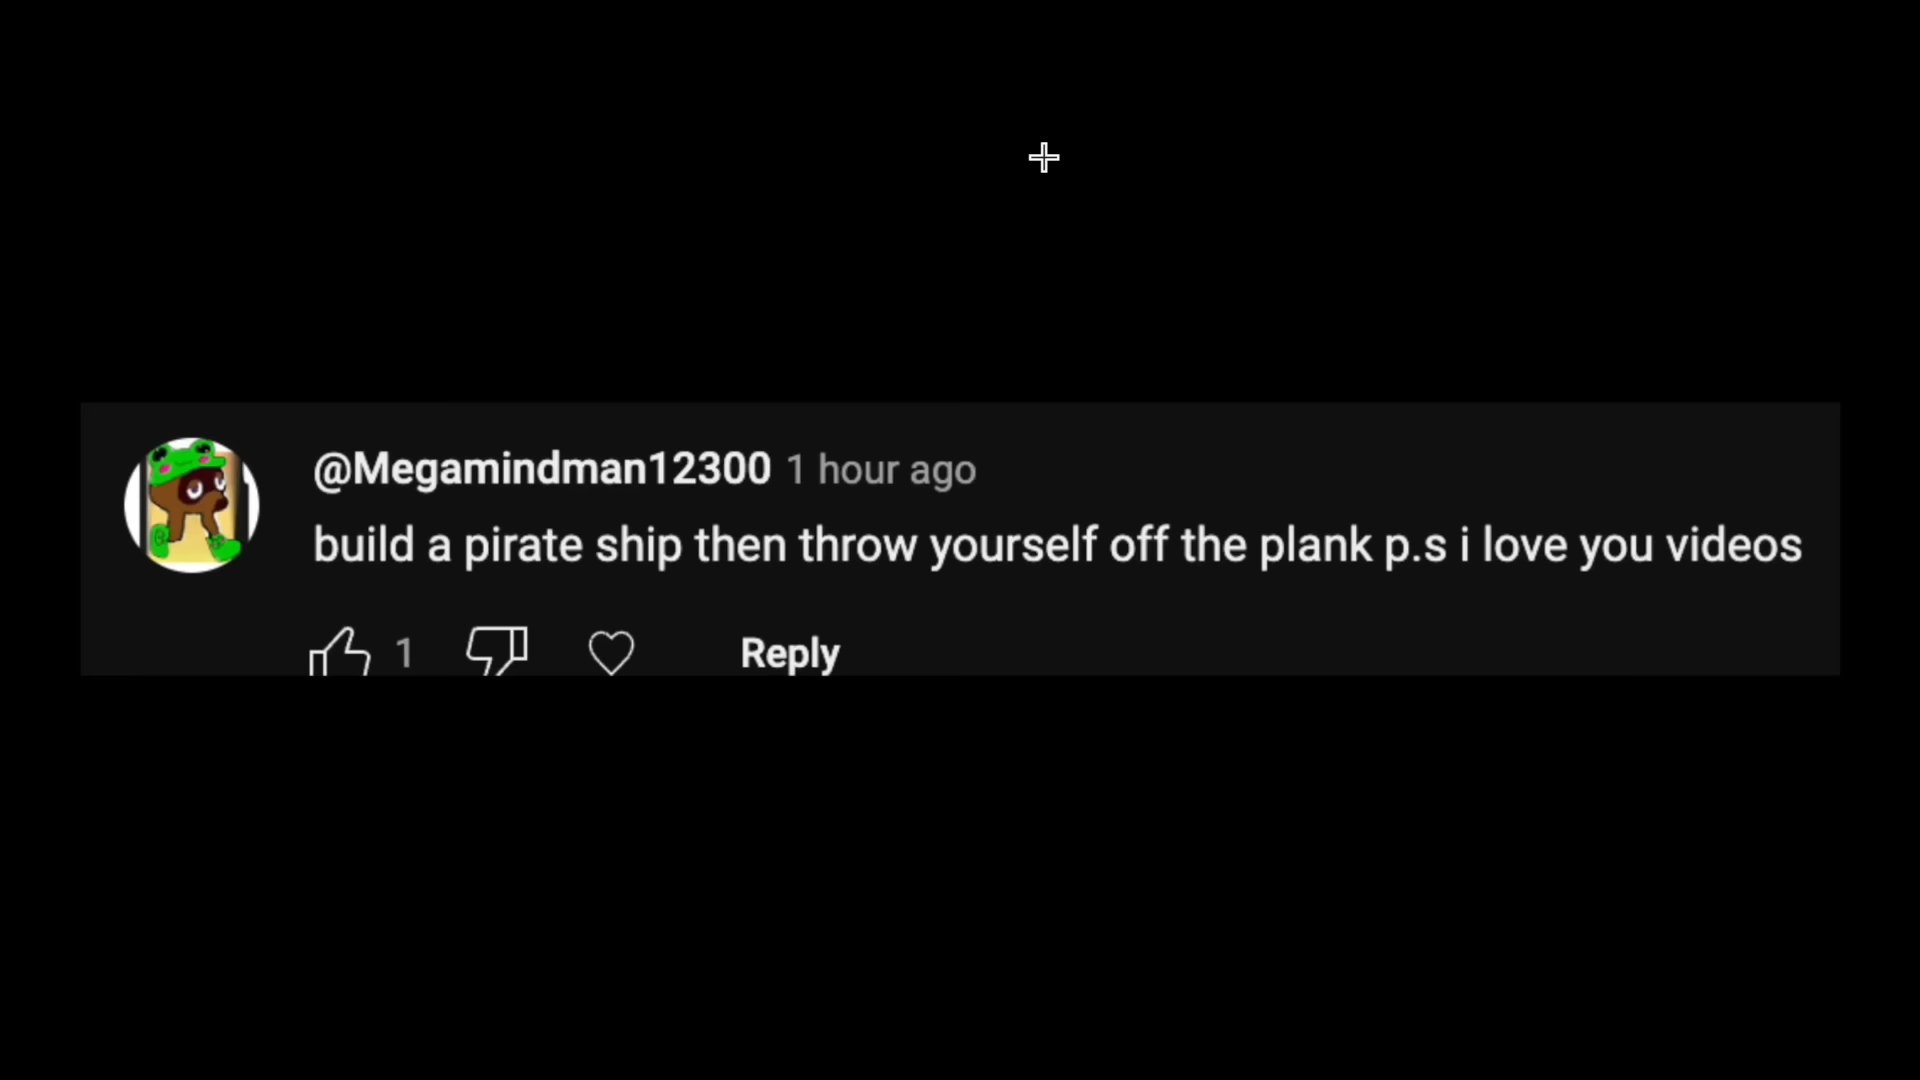 @Megamindman12300 1 hour ago
build a pirate ship then throw yourself off the plank p.s i love you videos
1 Reply